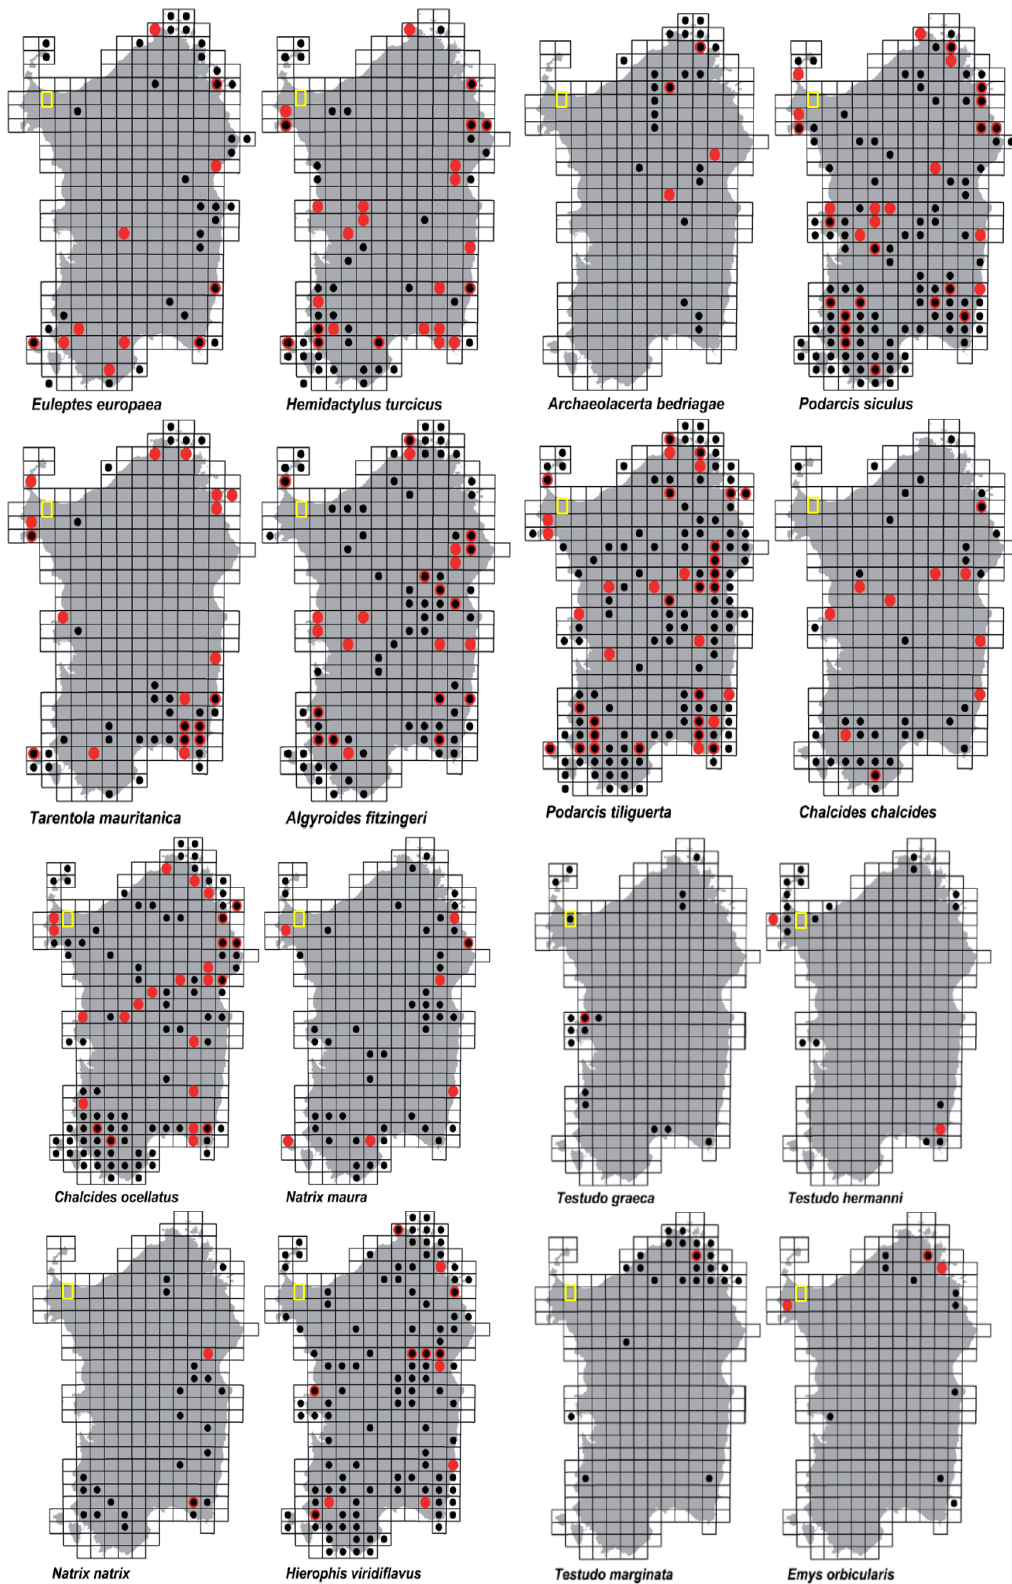 Euleptes europaea
Hemidactylus turcicus
Archaeolacerta bedriagae
Podarcis siculus
Tarentola mauritanica
Algyroides fitzingeri
Podarcis tiliguerta
Chalcides chalcides
Chalcides ocellatus
Natrix maura
Testudo graeca
Testudo hermanni
Natrix natrix
Hierophis viridiflavus
Testudo marginata
Emys orbicularis